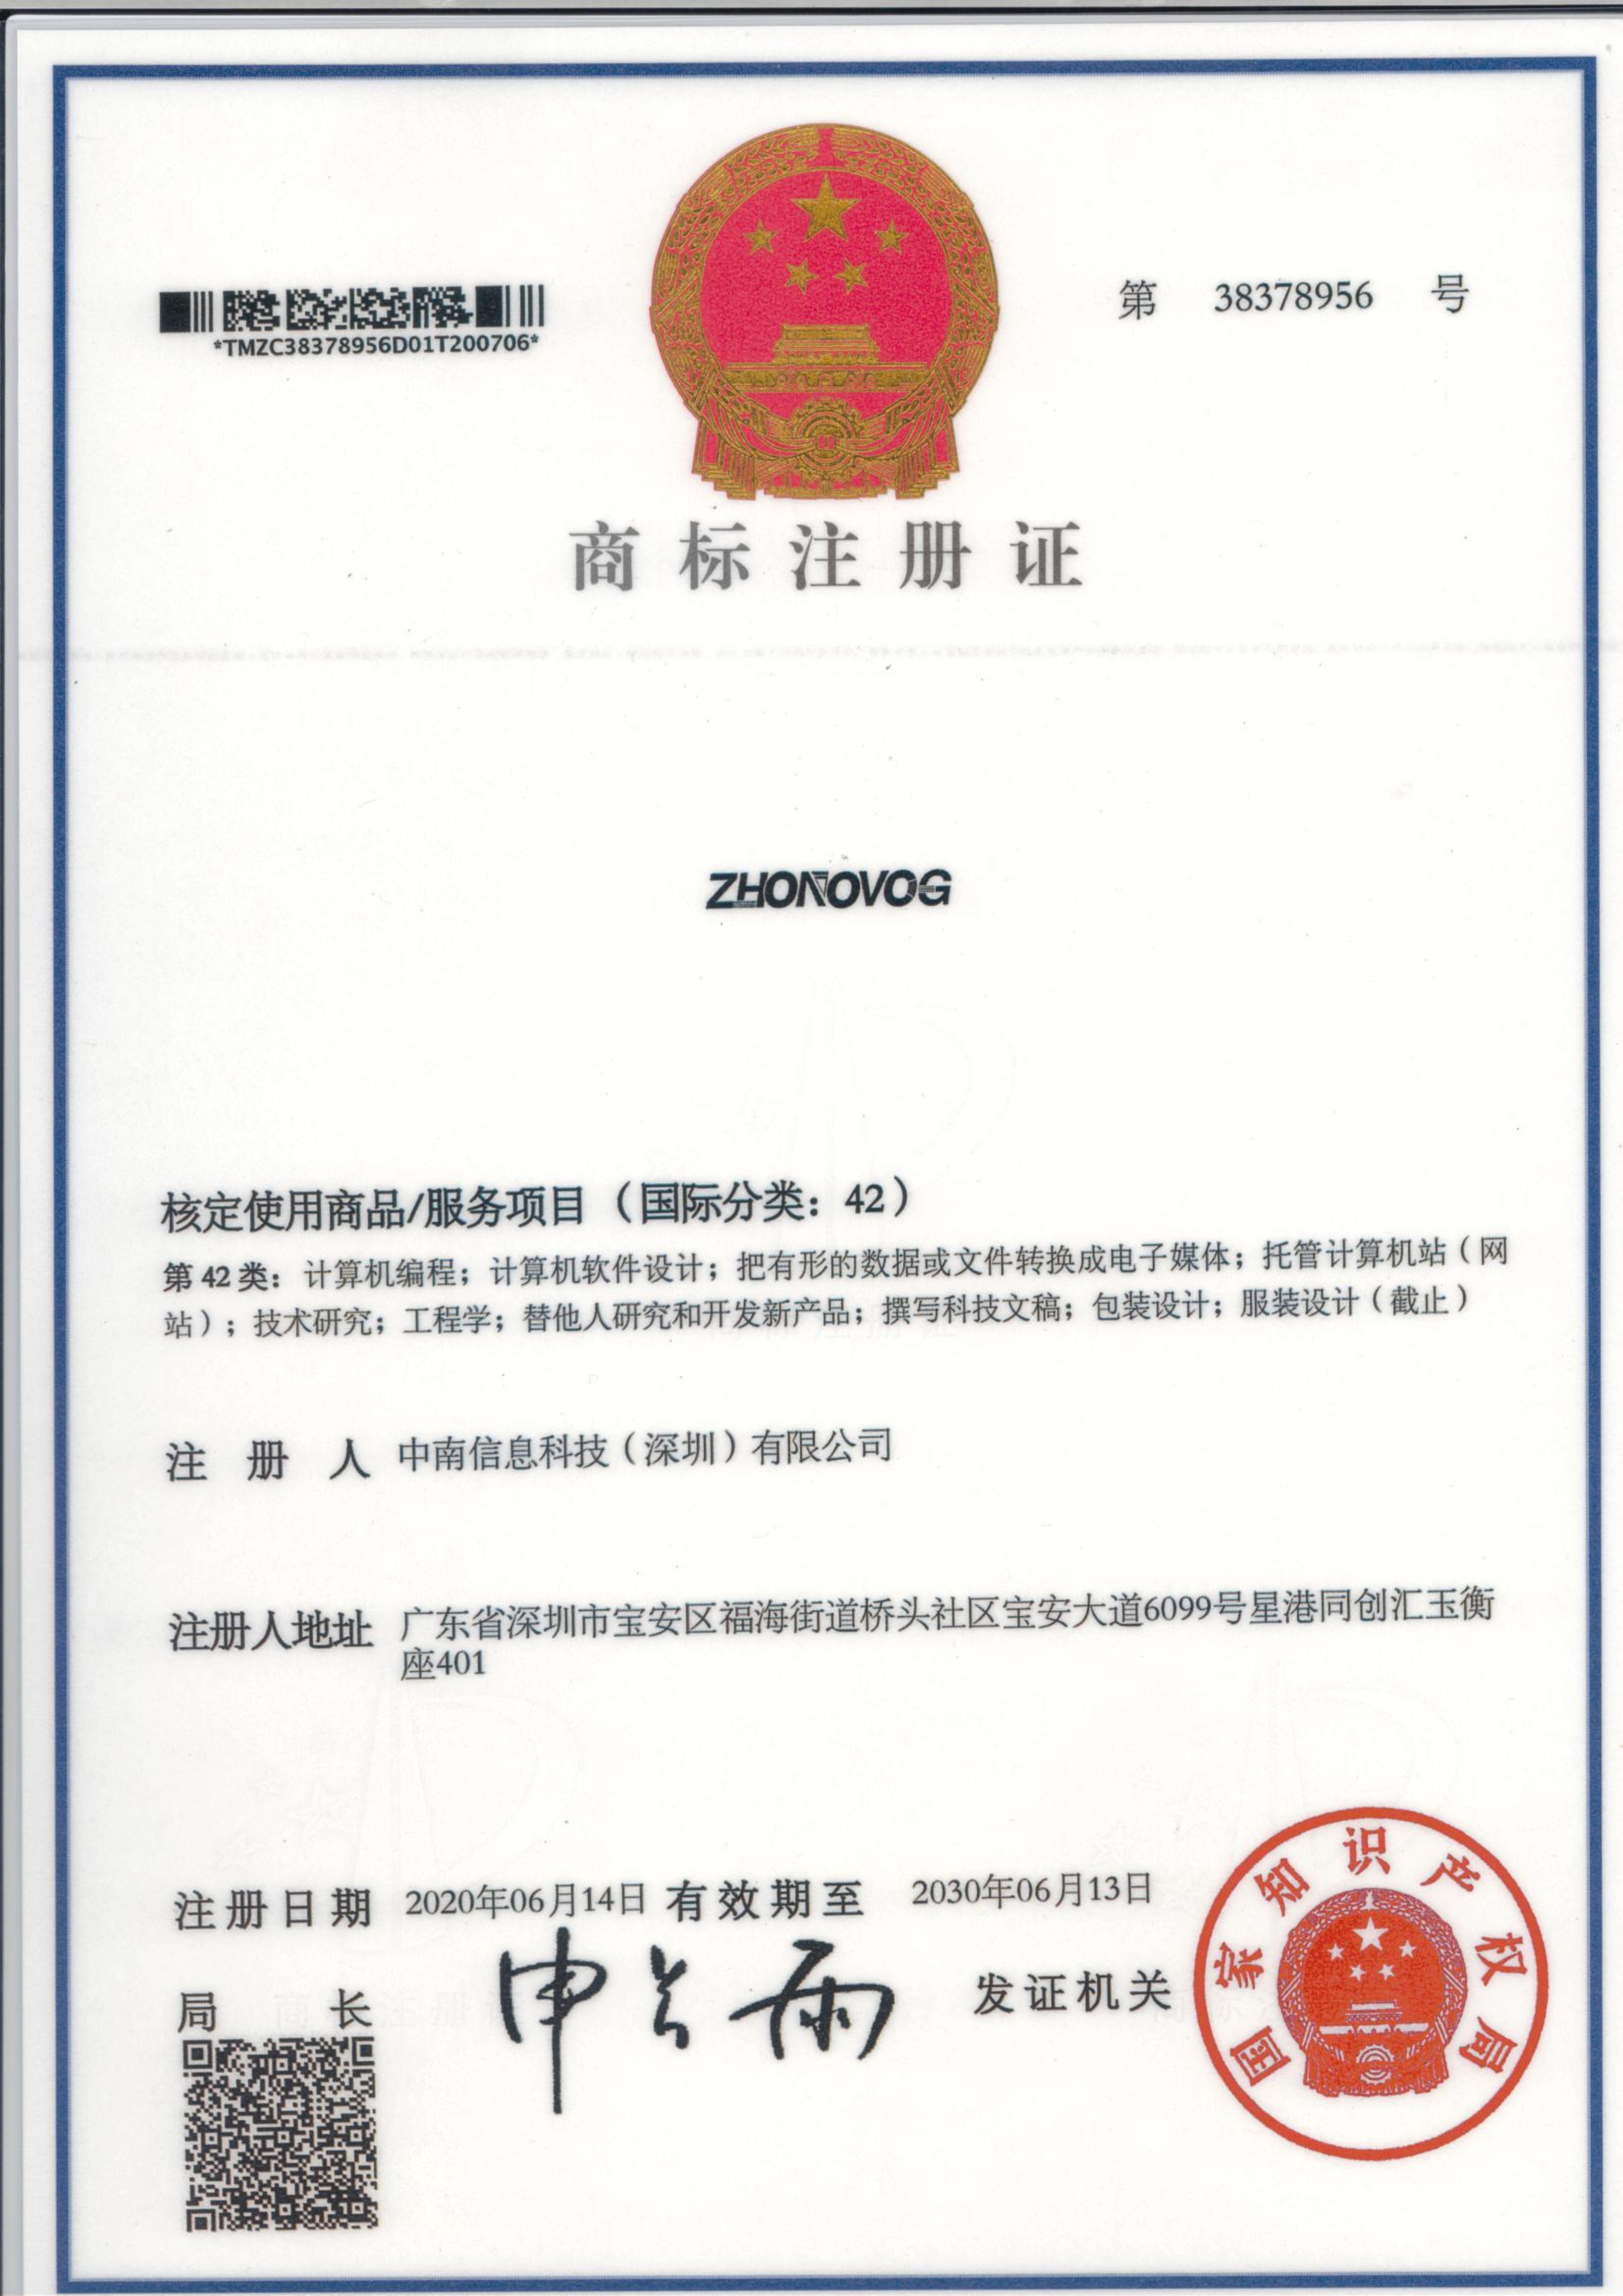 第 38378956 号
*TMZC38378956D01T200706*
商标注册证
ZHONOVOG
核定使用商品/服务项目（国际分类：42）
第 42 类：计算机编程；计算机软件设计；把有形的数据或文件转换成电子媒体；托管计算机站（网
站）；技术研究；工程学；替他人研究和开发新产品；撰写科技文稿；包装设计；服装设计（截止）
注 册 人 中南信息科技（深圳）有限公司
注册人地址 广东省深圳市宝安区福海街道桥头社区宝安大道6099号星港同创汇玉衡
座401
注册日期 2020年06月14日 有效期至 2030年06月13日
局 长 申长雨 发证机关
国家知识产权局